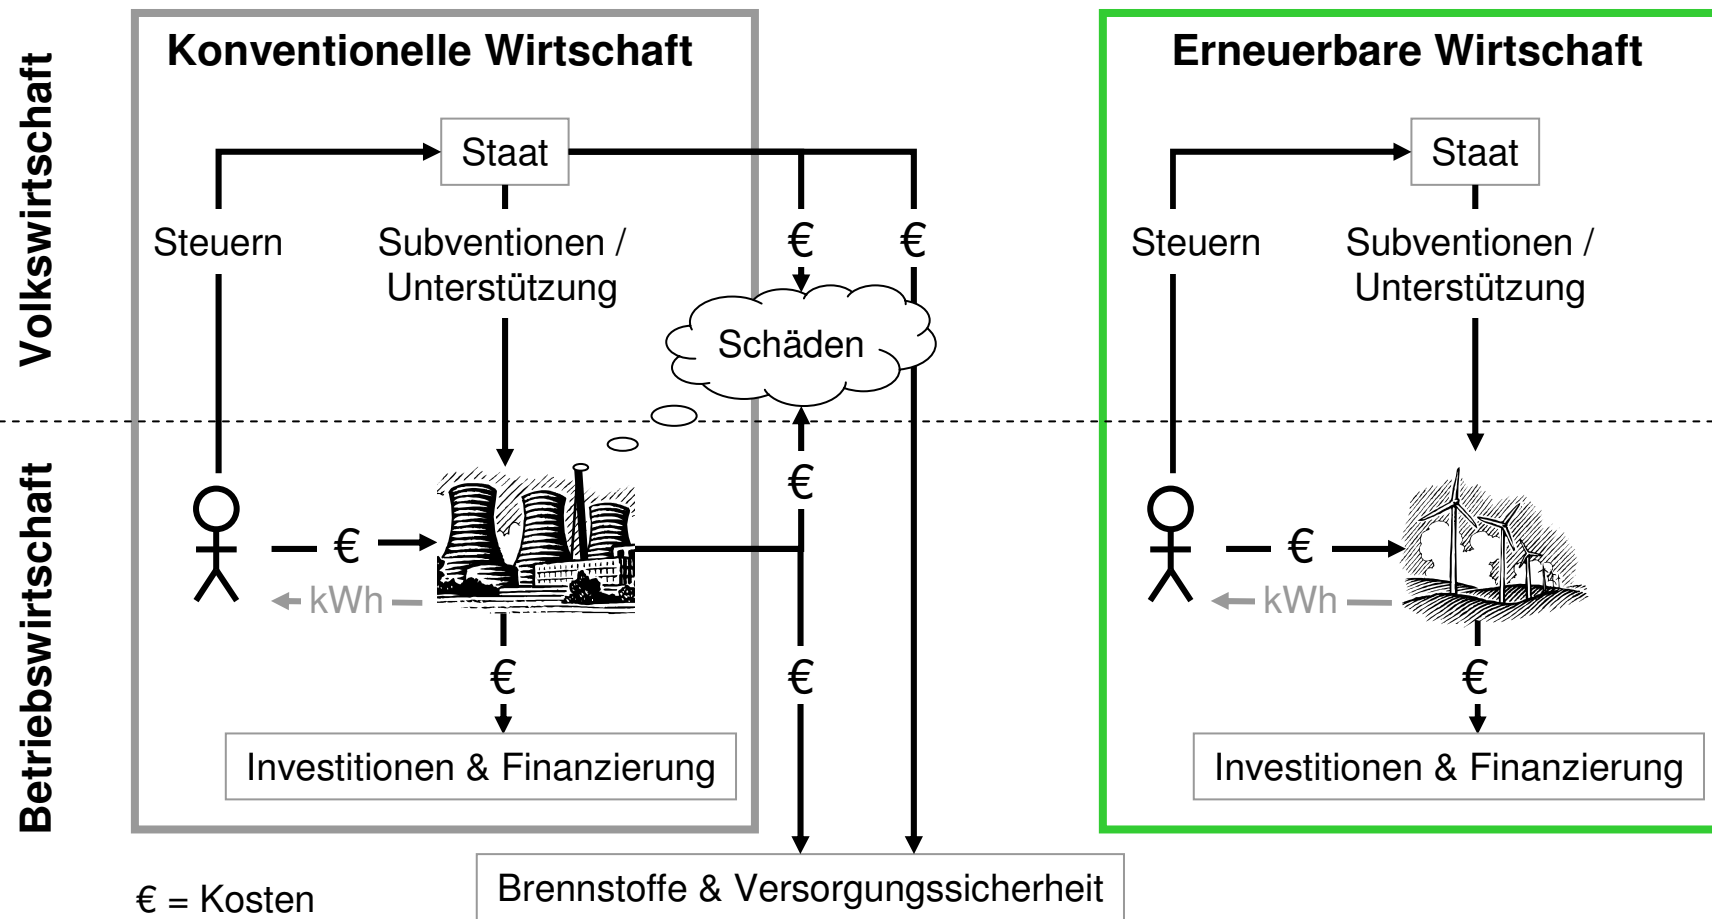 Konventionelle Wirtschaft
Erneuerbare Wirtschaft
Volkswirtschaft
Staat
Staat
Steuern
Subventionen /
Unterstützung
€
€
Steuern
Subventionen /
Unterstützung
Schäden
Betriebswirtschaft
€
€
kWh
€
kWh
€
€
€
Investitionen & Finanzierung
Investitionen & Finanzierung
Brennstoffe & Versorgungssicherheit
€ = Kosten